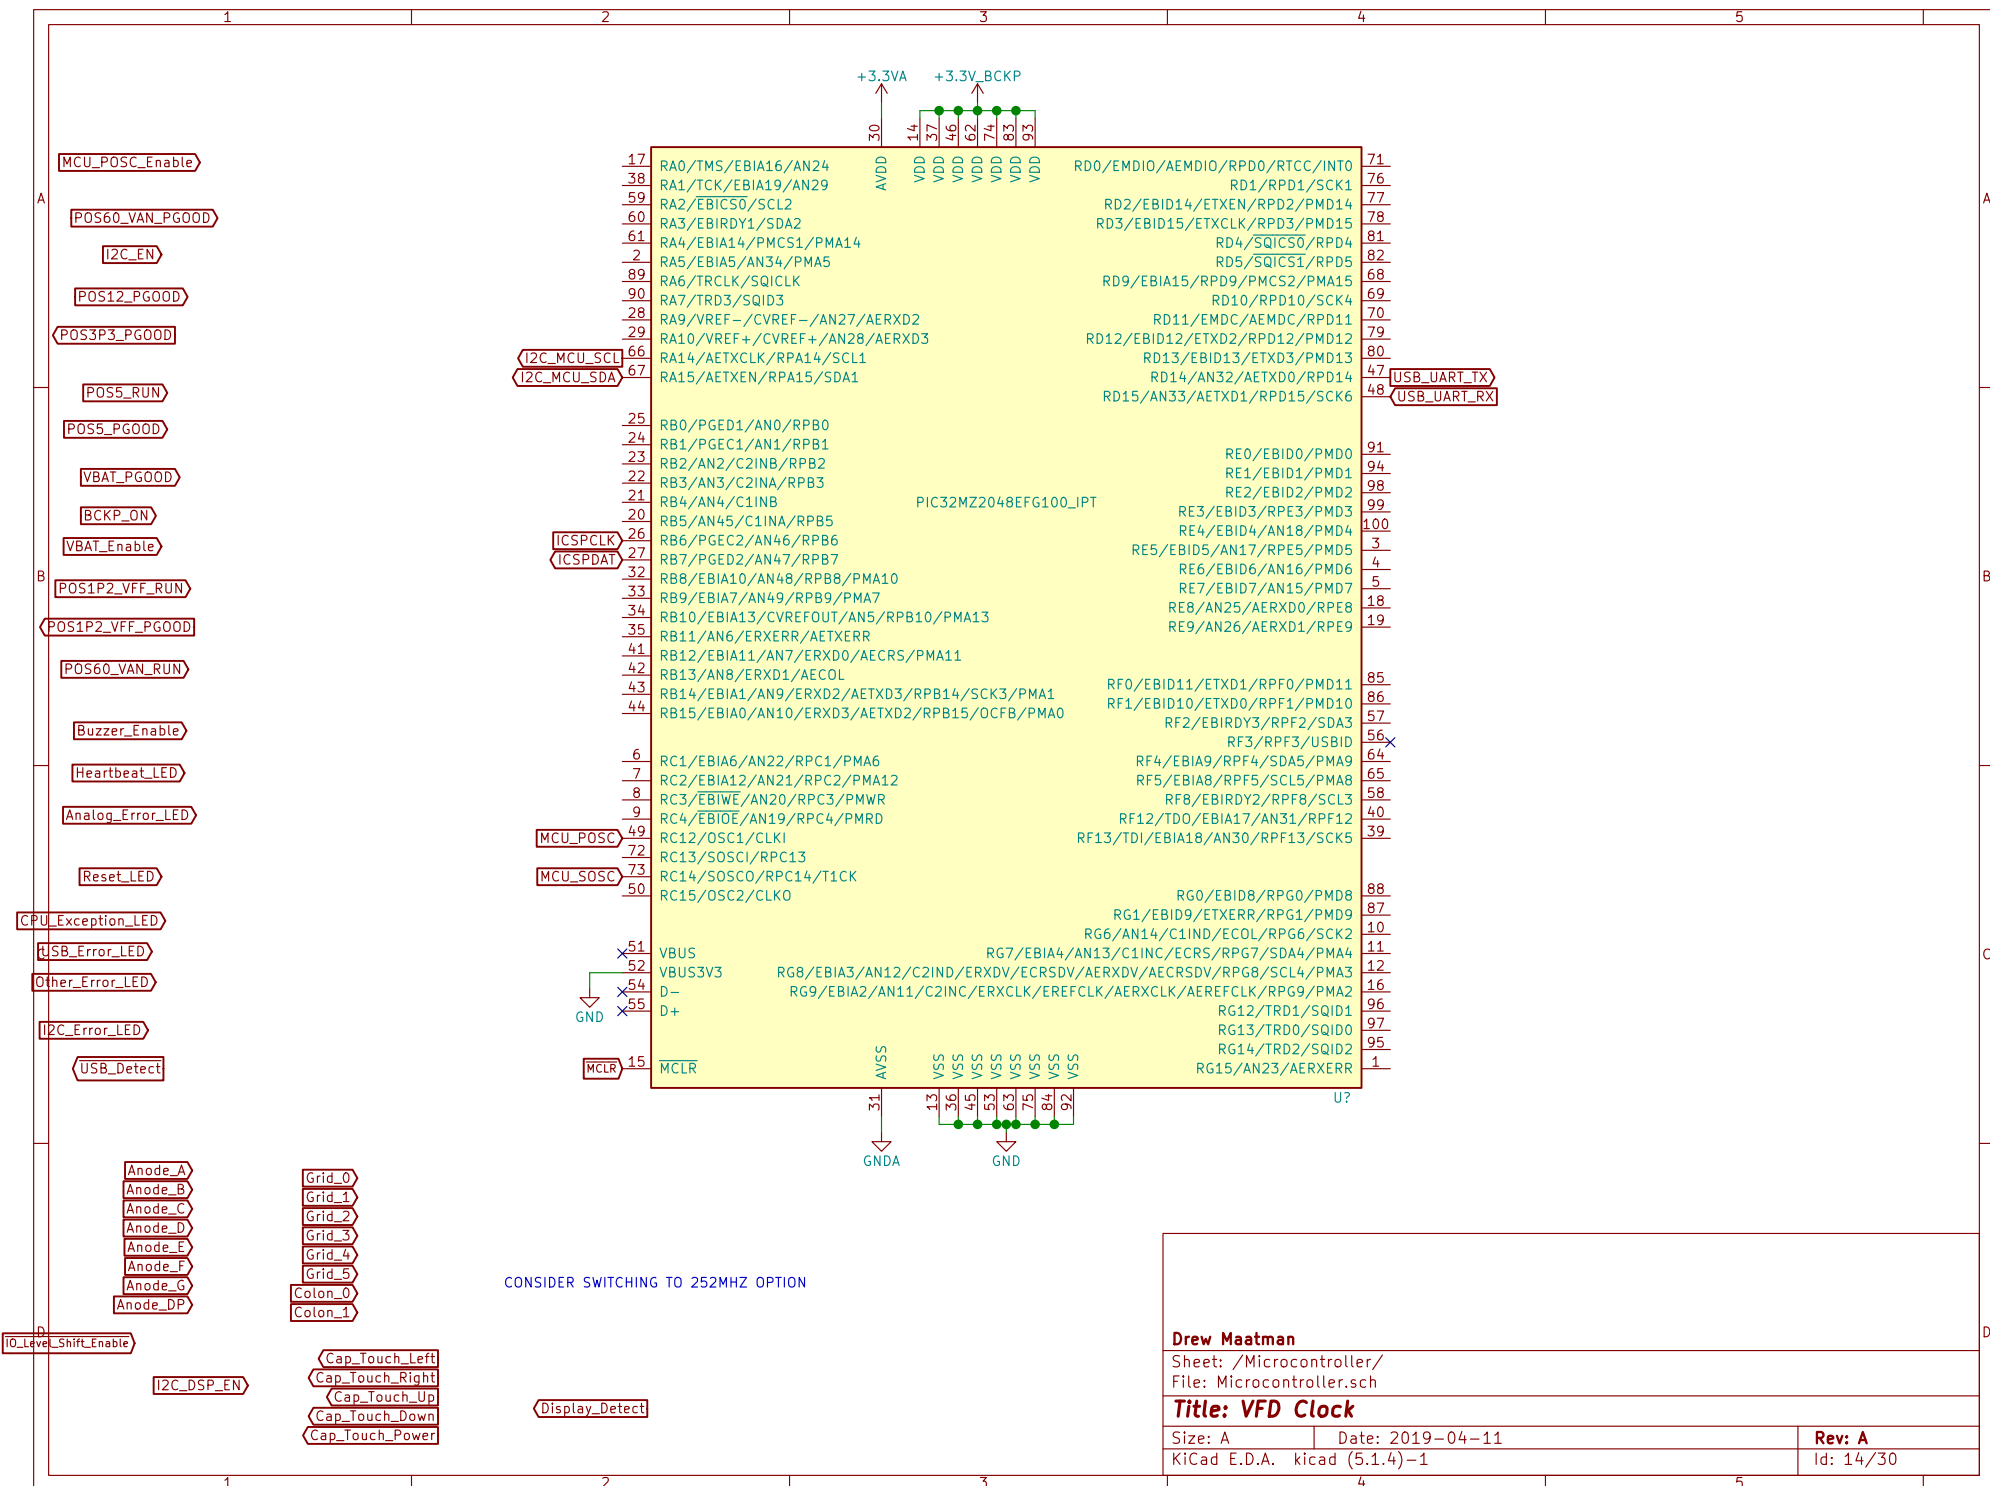 1 2 3 4 5
+3.3VA +3.3V_BCKP
30 14 37 46 62 74 83 93
AVDD VDD VDD VDD VDD VDD VDD VDD
A A
B B
C C
D D
MCU_POSC_Enable
POS60_VAN_PGOOD
I2C_EN
POS12_PGOOD
POS3P3_PGOOD
POS5_RUN
POS5_PGOOD
VBAT_PGOOD
BCKP_ON
VBAT_Enable
POS1P2_VFF_RUN
POS1P2_VFF_PGOOD
POS60_VAN_RUN
Buzzer_Enable
Heartbeat_LED
Analog_Error_LED
Reset_LED
CPU_Exception_LED
USB_Error_LED
Other_Error_LED
I2C_Error_LED
USB_Detect
17 RA0/TMS/EBIA16/AN24
38 RA1/TCK/EBIA19/AN29
59 RA2/EBICS0/SCL2
60 RA3/EBIRDY1/SDA2
61 RA4/EBIA14/PMCS1/PMA14
2 RA5/EBIA5/AN34/PMA5
89 RA6/TRCLK/SQICLK
90 RA7/TRD3/SQID3
28 RA9/VREF-/CVREF-/AN27/AERXD2
29 RA10/VREF+/CVREF+/AN28/AERXD3
I2C_MCU_SCL 66 RA14/AETXCLK/RPA14/SCL1
I2C_MCU_SDA 67 RA15/AETXEN/RPA15/SDA1
25 RB0/PGED1/AN0/RPB0
24 RB1/PGEC1/AN1/RPB1
23 RB2/AN2/C2INB/RPB2
22 RB3/AN3/C2INA/RPB3
21 RB4/AN4/C1INB
20 RB5/AN45/C1INA/RPB5
ICSPCLK 26 RB6/PGEC2/AN46/RPB6
ICSPDAT 27 RB7/PGED2/AN47/RPB7
32 RB8/EBIA10/AN48/RPB8/PMA10
33 RB9/EBIA7/AN49/RPB9/PMA7
34 RB10/EBIA13/CVREFOUT/AN5/RPB10/PMA13
35 RB11/AN6/ERXERR/AETXERR
41 RB12/EBIA11/AN7/ERXD0/AECRS/PMA11
42 RB13/AN8/ERXD1/AECOL
43 RB14/EBIA1/AN9/ERXD2/AETXD3/RPB14/SCK3/PMA1
44 RB15/EBIA0/AN10/ERXD3/AETXD2/RPB15/OCFB/PMA0
6 RC1/EBIA6/AN22/RPC1/PMA6
7 RC2/EBIA12/AN21/RPC2/PMA12
8 RC3/EBIWE/AN20/RPC3/PMWR
9 RC4/EBIOE/AN19/RPC4/PMRD
MCU_POSC 49 RC12/OSC1/CLKI
72 RC13/SOSCI/RPC13
MCU_SOSC 73 RC14/SOSCO/RPC14/T1CK
50 RC15/OSC2/CLKO
51 VBUS
52 VBUS3V3
54 D-
55 D+
GND
MCLR 15 MCLR
PIC32MZ2048EFG100_IPT
RD0/EMDIO/AEMDIO/RPD0/RTCC/INT0 71
RD1/RPD1/SCK1 76
RD2/EBID14/ETXEN/RPD2/PMD14 77
RD3/EBID15/ETXCLK/RPD3/PMD15 78
RD4/SQICS0/RPD4 81
RD5/SQICS1/RPD5 82
RD9/EBIA15/RPD9/PMCS2/PMA15 68
RD10/RPD10/SCK4 69
RD11/EMDC/AEMDC/RPD11 70
RD12/EBID12/ETXD2/RPD12/PMD12 79
RD13/EBID13/ETXD3/PMD13 80
RD14/AN32/AETXD0/RPD14 47 USB_UART_TX
RD15/AN33/AETXD1/RPD15/SCK6 48 USB_UART_RX
RE0/EBID0/PMD0 91
RE1/EBID1/PMD1 94
RE2/EBID2/PMD2 98
RE3/EBID3/RPE3/PMD3 99
RE4/EBID4/AN18/PMD4 100
RE5/EBID5/AN17/RPE5/PMD5 3
RE6/EBID6/AN16/PMD6 4
RE7/EBID7/AN15/PMD7 5
RE8/AN25/AERXD0/RPE8 18
RE9/AN26/AERXD1/RPE9 19
RF0/EBID11/ETXD1/RPF0/PMD11 85
RF1/EBID10/ETXD0/RPF1/PMD10 86
RF2/EBIRDY3/RPF2/SDA3 57
RF3/RPF3/USBID 56
RF4/EBIA9/RPF4/SDA5/PMA9 64
RF5/EBIA8/RPF5/SCL5/PMA8 65
RF8/EBIRDY2/RPF8/SCL3 58
RF12/TDO/EBIA17/AN31/RPF12 40
RF13/TDI/EBIA18/AN30/RPF13/SCK5 39
RG0/EBID8/RPG0/PMD8 88
RG1/EBID9/ETXERR/RPG1/PMD9 87
RG6/AN14/C1IND/ECOL/RPG6/SCK2 10
RG7/EBIA4/AN13/C1INC/ECRS/RPG7/SDA4/PMA4 11
RG8/EBIA3/AN12/C2IND/ERXDV/ECRSDV/AERXDV/AECRSDV/RPG8/SCL4/PMA3 12
RG9/EBIA2/AN11/C2INC/ERXCLK/EREFCLK/AERXCLK/AEREFCLK/RPG9/PMA2 16
RG12/TRD1/SQID1 96
RG13/TRD0/SQID0 97
RG14/TRD2/SQID2 95
RG15/AN23/AERXERR 1
U?
AVSS VSS VSS VSS VSS VSS VSS VSS VSS
31 13 36 45 53 63 75 84 92
GNDA GND
Anode_A
Anode_B
Anode_C
Anode_D
Anode_E
Anode_F
Anode_G
Anode_DP
IO_Level_Shift_Enable
I2C_DSP_EN
Grid_0
Grid_1
Grid_2
Grid_3
Grid_4
Grid_5
Colon_0
Colon_1
Cap_Touch_Left
Cap_Touch_Right
Cap_Touch_Up
Cap_Touch_Down
Cap_Touch_Power
Display_Detect
CONSIDER SWITCHING TO 252MHZ OPTION
Drew Maatman
Sheet: /Microcontroller/
File: Microcontroller.sch
Title: VFD Clock
Size: A Date: 2019-04-11 Rev: A
KiCad E.D.A. kicad (5.1.4)-1 Id: 14/30
1 2 3 4 5